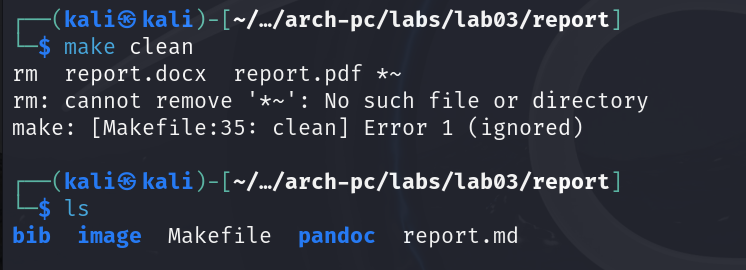 ┌──(kali㉿kali)-[~/…/arch-pc/labs/lab03/report]
└─$ make clean
rm  report.docx  report.pdf *~
rm: cannot remove '*~': No such file or directory
make: [Makefile:35: clean] Error 1 (ignored)
┌──(kali㉿kali)-[~/…/arch-pc/labs/lab03/report]
└─$ ls
bib  image  Makefile  pandoc  report.md